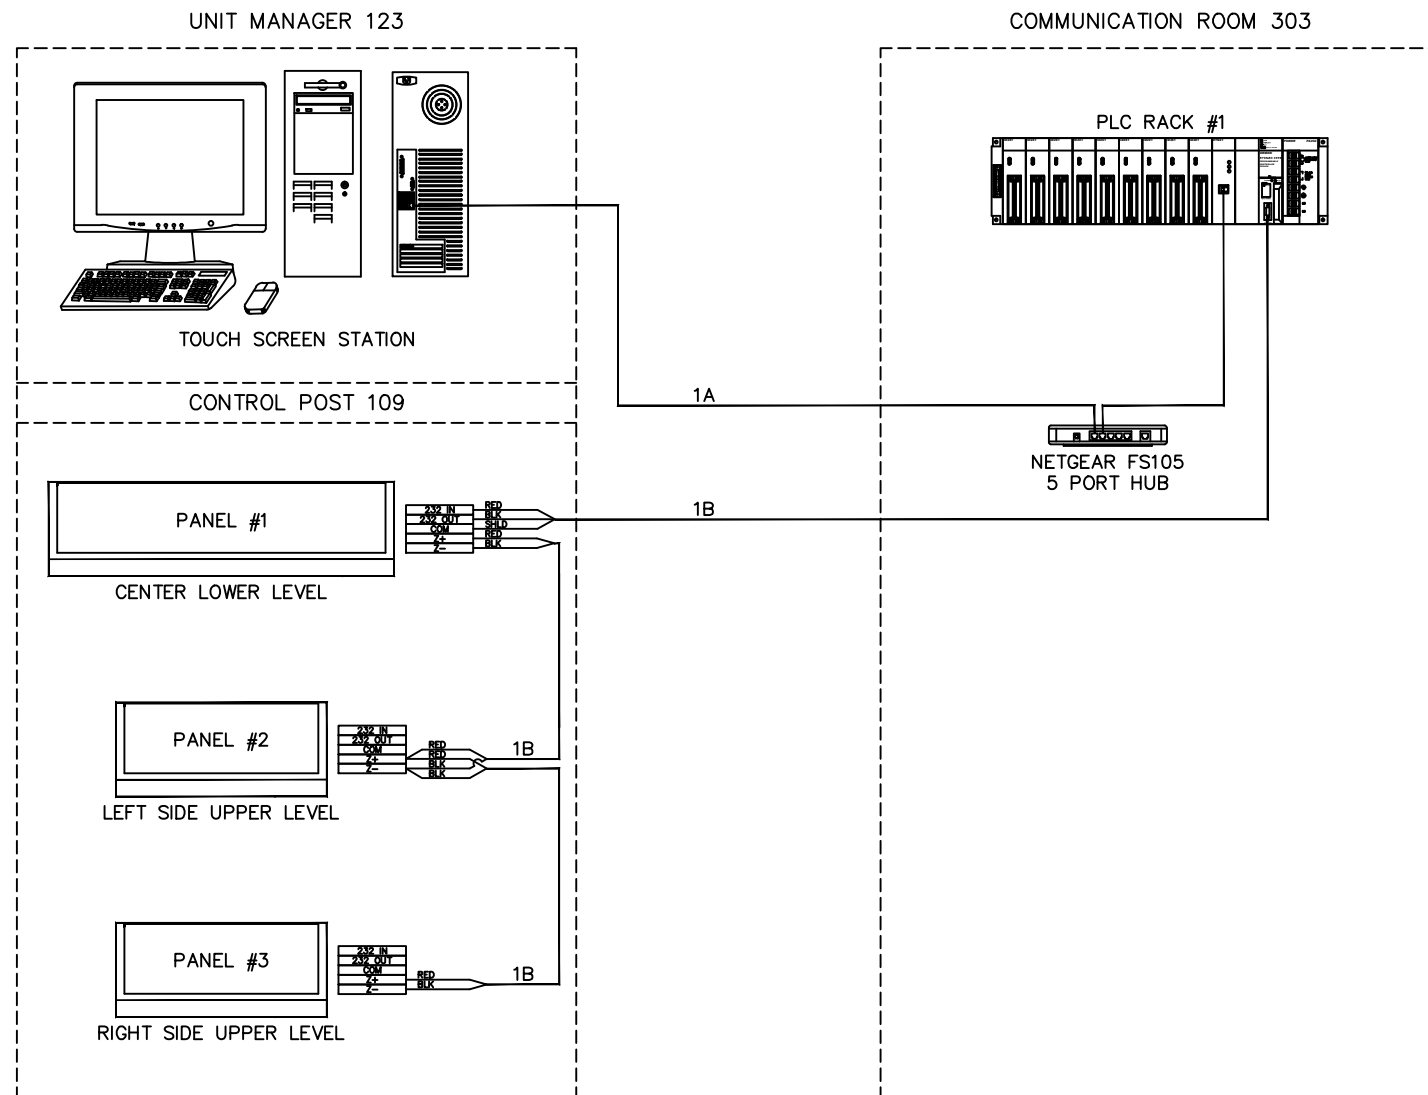 UNIT MANAGER 123
COMMUNICATION ROOM 303
PLC RACK #1
TOUCH SCREEN STATION
1A
CONTROL POST 109
NETGEAR FS105
5 PORT HUB
PANEL #1
232 IN
232 OUT
COM
Z+
Z-
RED
BLK
SHLD
RED
BLK
1B
CENTER LOWER LEVEL
PANEL #2
232 IN
232 OUT
COM
Z+
Z-
RED
RED
BLK
BLK
1B
LEFT SIDE UPPER LEVEL
PANEL #3
232 IN
232 OUT
COM
Z+
Z-
RED
BLK
1B
RIGHT SIDE UPPER LEVEL